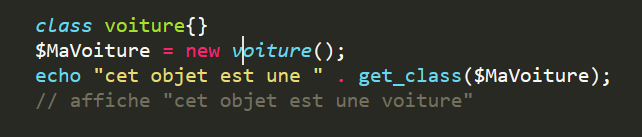 class voiture{}
$MaVoiture = new voiture();
echo "cet objet est une " . get_class($MaVoiture);
// affiche "cet objet est une voiture"